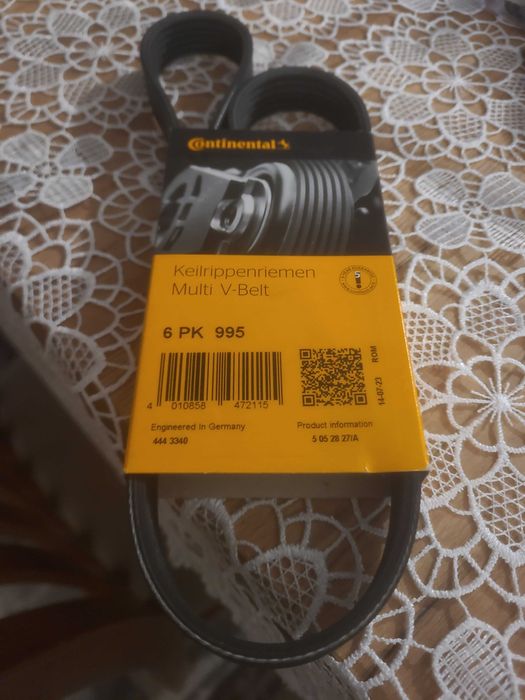 Continental
Keilrippenriemen
Multi V-Belt
6 PK 995
4 010858 472115
Engineered In Germany
444 3340
Product information
5 05 28 27/A
14-07-23 ROM